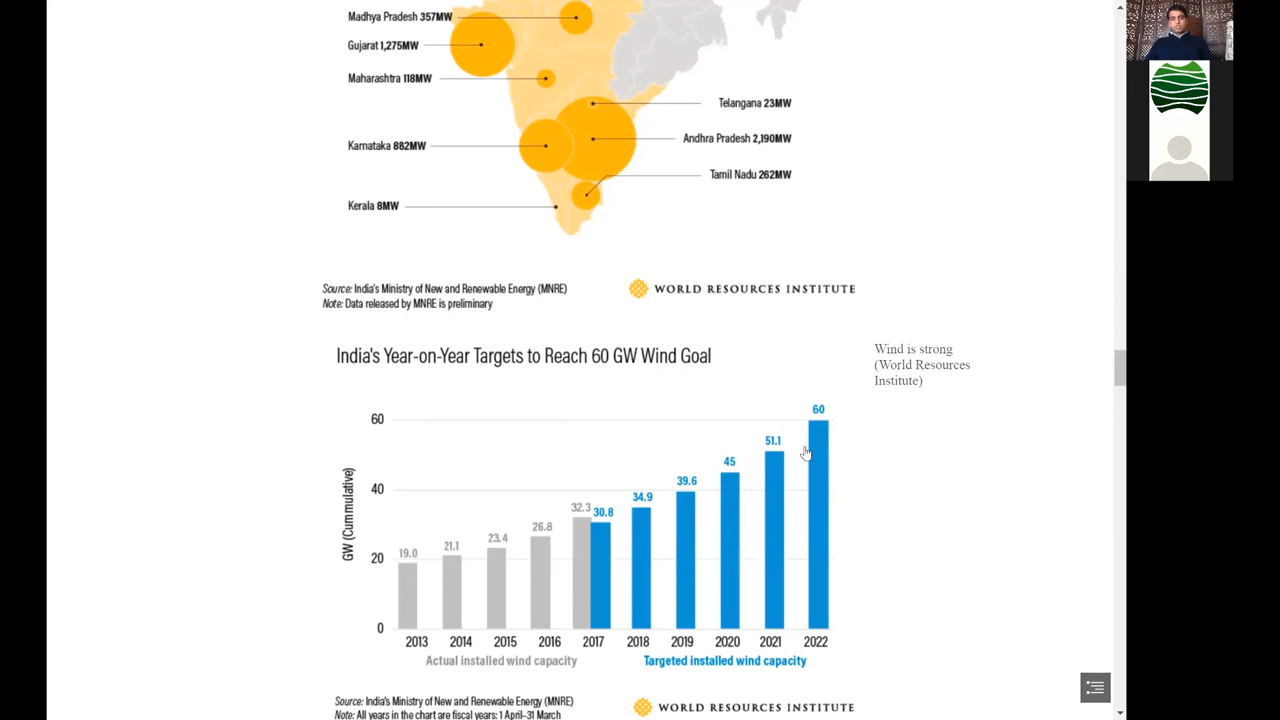 Madhya Pradesh 357MW
Gujarat 1,275MW
Maharashtra 118MW
Telangana 23MW
Andhra Pradesh 2,190MW
Karnataka 882MW
Tamil Nadu 262MW
Kerala 8MW
Source: India's Ministry of New and Renewable Energy (MNRE)
Note: Data released by MNRE is preliminary
WORLD RESOURCES INSTITUTE
India's Year-on-Year Targets to Reach 60 GW Wind Goal
Wind is strong
(World Resources
Institute)
GW (Cummulative)
60
40
20
0
19.0
21.1
23.4
26.8
32.3
30.8
34.9
39.6
45
51.1
60
2013 2014 2015 2016 2017 2018 2019 2020 2021 2022
Actual installed wind capacity
Targeted installed wind capacity
Source: India's Ministry of New and Renewable Energy (MNRE)
Note: All years in the chart are fiscal years: 1 April–31 March
WORLD RESOURCES INSTITUTE